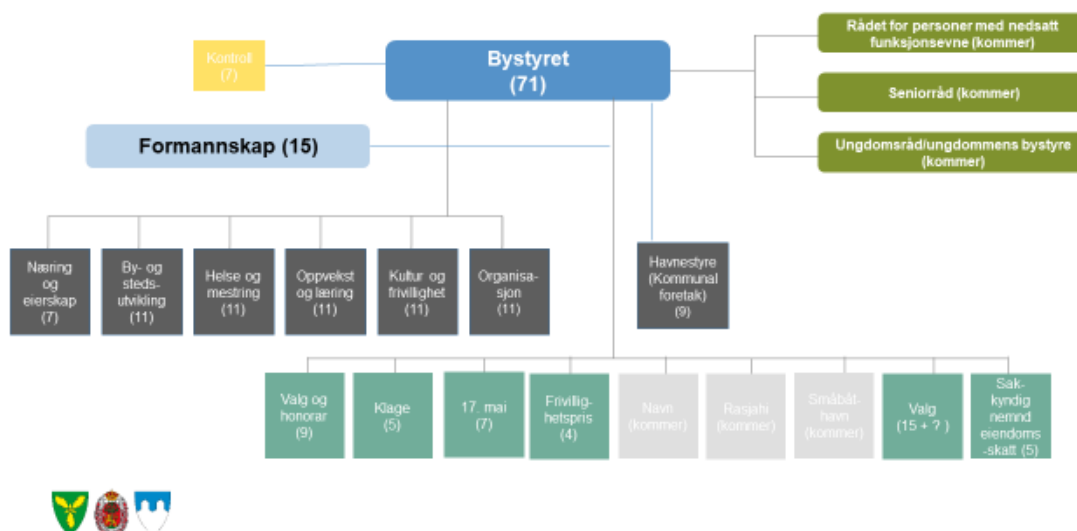 Rådet for personer med nedsatt
funksjonsevne (kommer)
Kontroll
(7)
Bystyret
(71)
Seniorråd (kommer)
Formannskap (15)
Ungdomsråd/ungdommens bystyre
(kommer)
Næring
og
eierskap
(7)
By- og
steds-
utvikling
(11)
Helse og
mestring
(11)
Oppvekst
og læring
(11)
Kultur og
frivillighet
(11)
Organisa-
sjon
(11)
Havnestyre
(Kommunal
foretak)
(9)
Valg og
honorar
(9)
Klage
(5)
17. mai
(7)
Frivillig-
hetspris
(4)
Navn
(kommer)
Rasjahi
(kommer)
Småbåt-
havn
(kommer)
Valg
(15 + ? )
Sak-
kyndig
nemnd
eiendoms
-skatt (5)